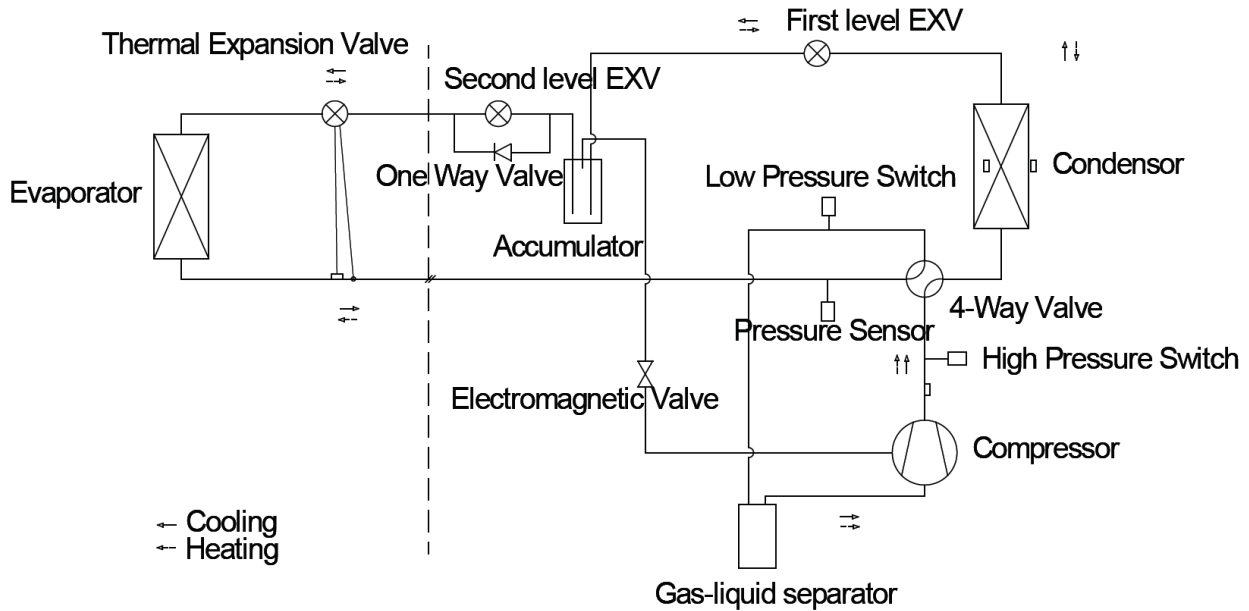 First level EXV
Thermal Expansion Valve
Second level EXV
One Way Valve
Low Pressure Switch
Condensor
Evaporator
Accumulator
4-Way Valve
Pressure Sensor
High Pressure Switch
Electromagnetic Valve
Compressor
Cooling
Heating
Gas-liquid separator